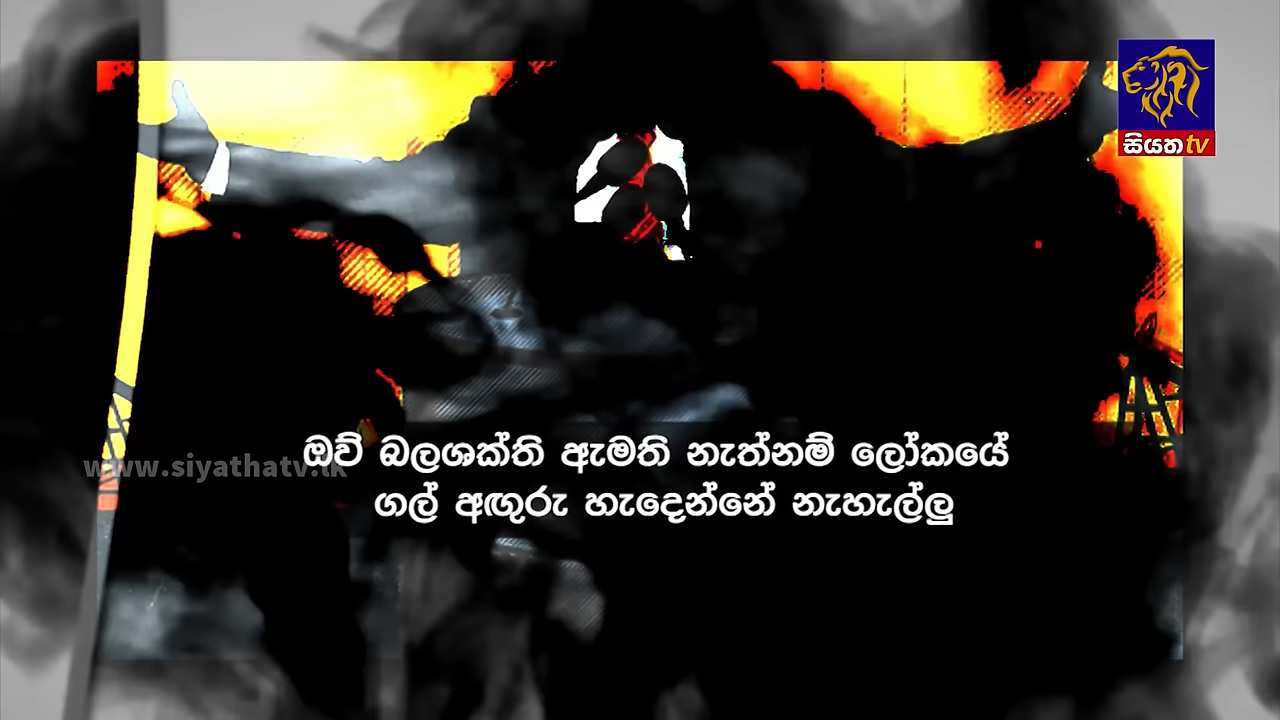 සියත tv
ඔව් බලශක්ති ඇමති නැත්නම් ලෝකයේ
www.siyathatv.lk
ගල් අඟුරු හැදෙන්නේ නැහැල්ලු